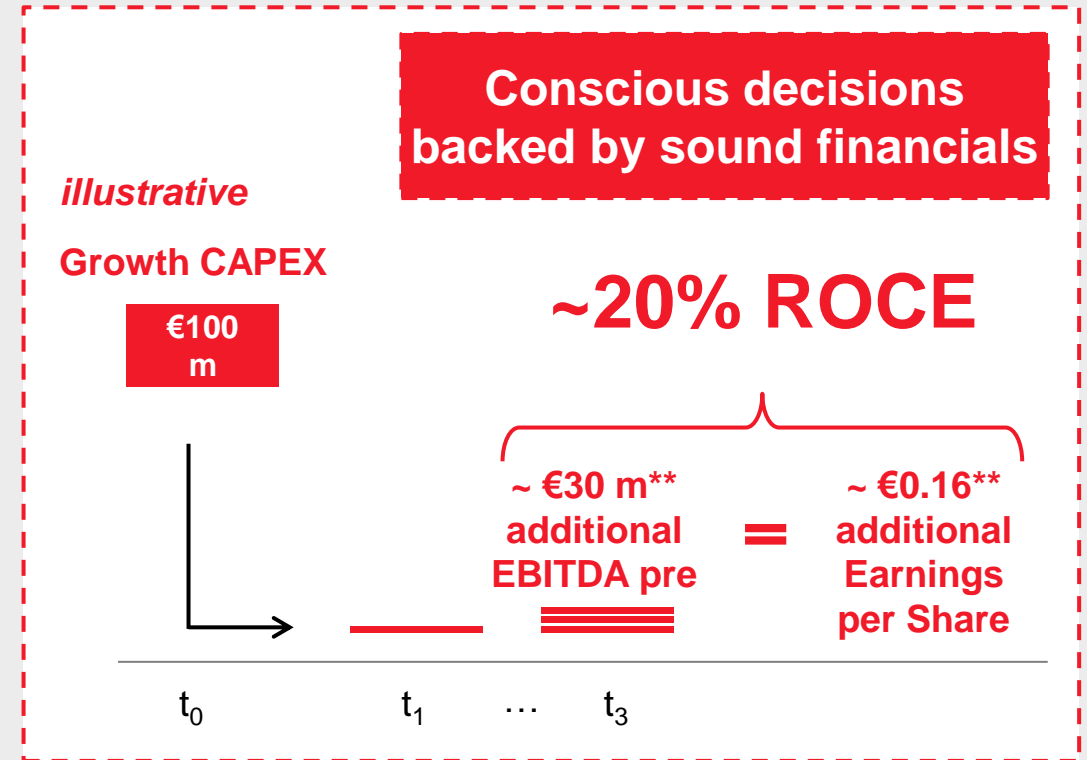 Conscious decisions
backed by sound financials
illustrative
Growth CAPEX
€100
m
~20% ROCE
~ €30 m**
additional
EBITDA pre
=
~ €0.16**
additional
Earnings
per Share
t0
t1
…
t3